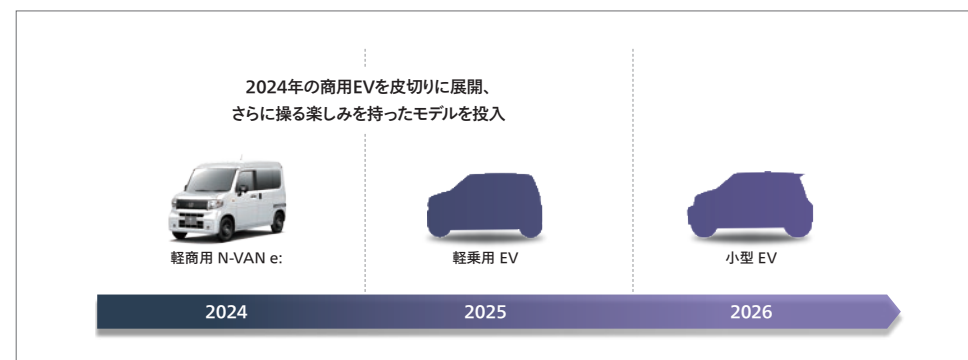 2024年の商用EVを皮切りに展開、
さらに操る楽しみを持ったモデルを投入
軽商用 N-VAN e:
軽乗用 EV
小型 EV
2024
2025
2026